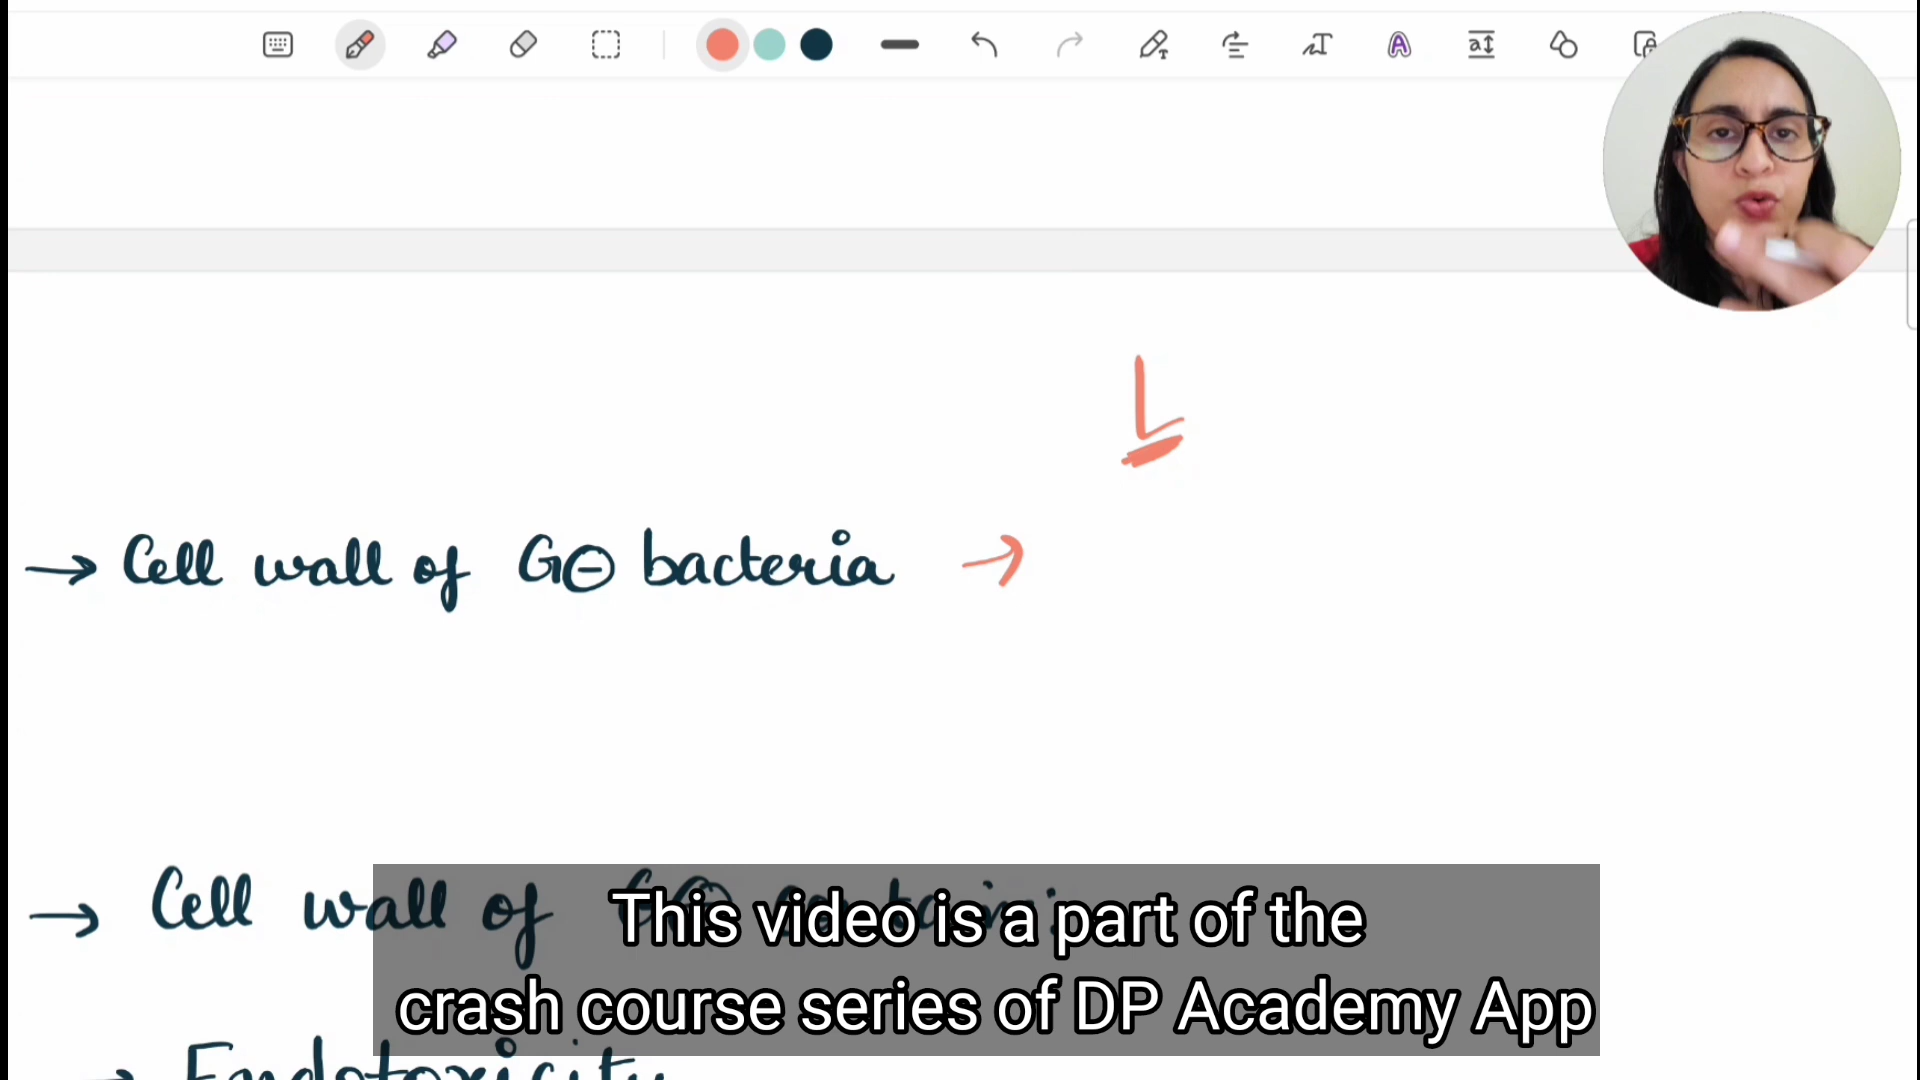 L
→ Cell wall of G⊖ bacteria →
→ Cell wall of
This video is a part of the
crash course series of DP Academy App
→ Endotoxicity